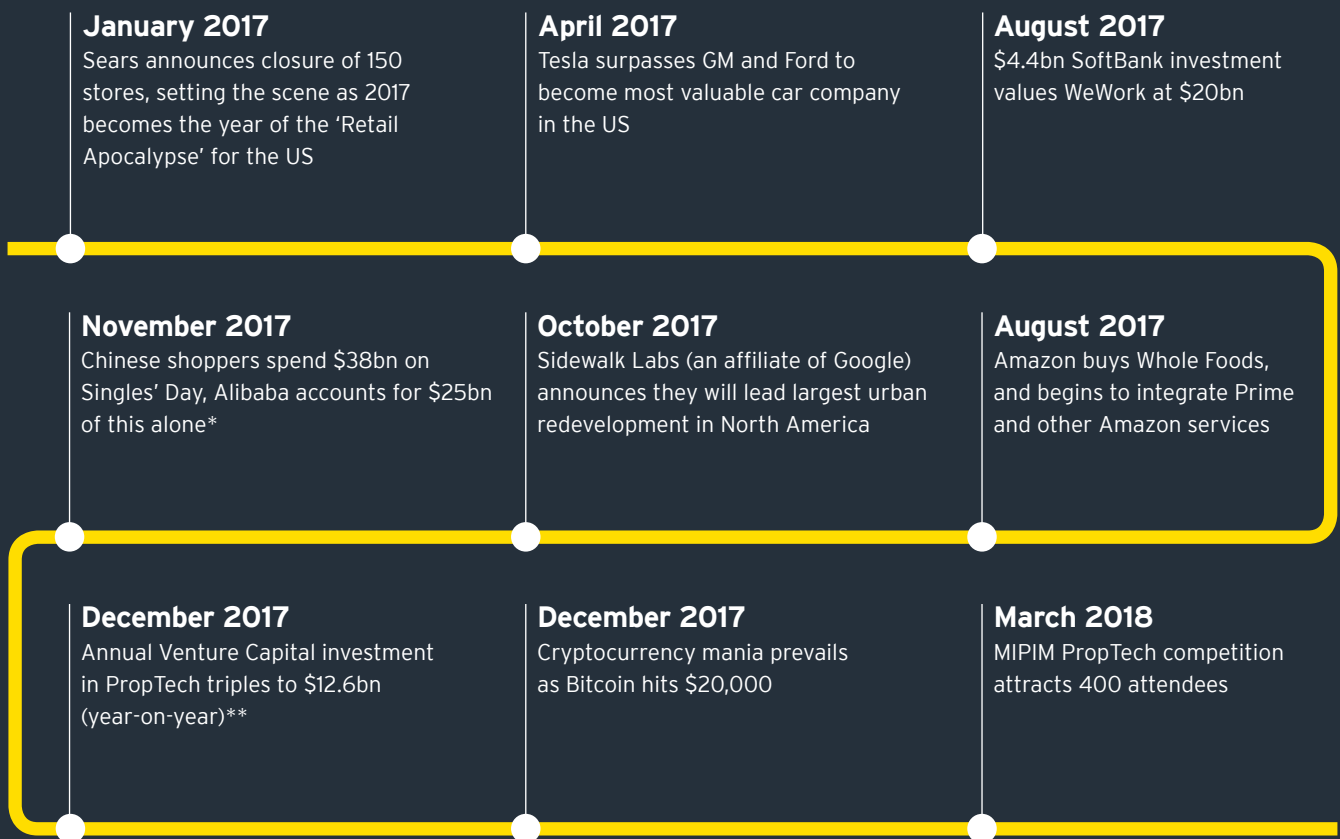 January 2017
Sears announces closure of 150
stores, setting the scene as 2017
becomes the year of the ‘Retail
Apocalypse’ for the US
April 2017
Tesla surpasses GM and Ford to
become most valuable car company
in the US
August 2017
$4.4bn SoftBank investment
values WeWork at $20bn
August 2017
Amazon buys Whole Foods,
and begins to integrate Prime
and other Amazon services
October 2017
Sidewalk Labs (an affiliate of Google)
announces they will lead largest urban
redevelopment in North America
November 2017
Chinese shoppers spend $38bn on
Singles’ Day, Alibaba accounts for $25bn
of this alone*
December 2017
Annual Venture Capital investment
in PropTech triples to $12.6bn
(year-on-year)**
December 2017
Cryptocurrency mania prevails
as Bitcoin hits $20,000
March 2018
MIPIM PropTech competition
attracts 400 attendees